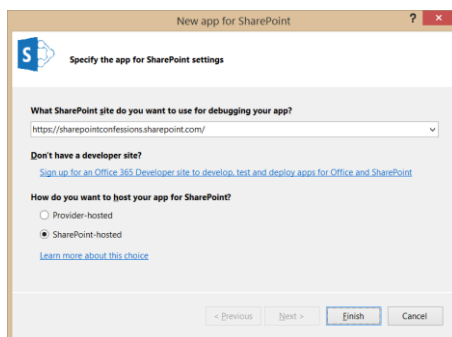 New app for SharePoint
? ×
S
Specify the app for SharePoint settings
What SharePoint site do you want to use for debugging your app?
https://sharepointconfessions.sharepoint.com/
Don't have a developer site?
Sign up for an Office 365 Developer site to develop, test and deploy apps for Office and SharePoint
How do you want to host your app for SharePoint?
Provider-hosted
SharePoint-hosted
Learn more about this choice
< Previous Next > Finish Cancel